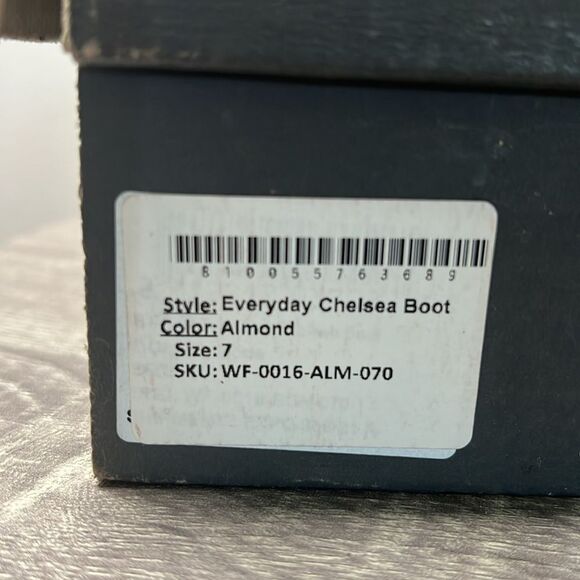 810055763689
Style: Everyday Chelsea Boot
Color: Almond
Size: 7
SKU: WF-0016-ALM-070